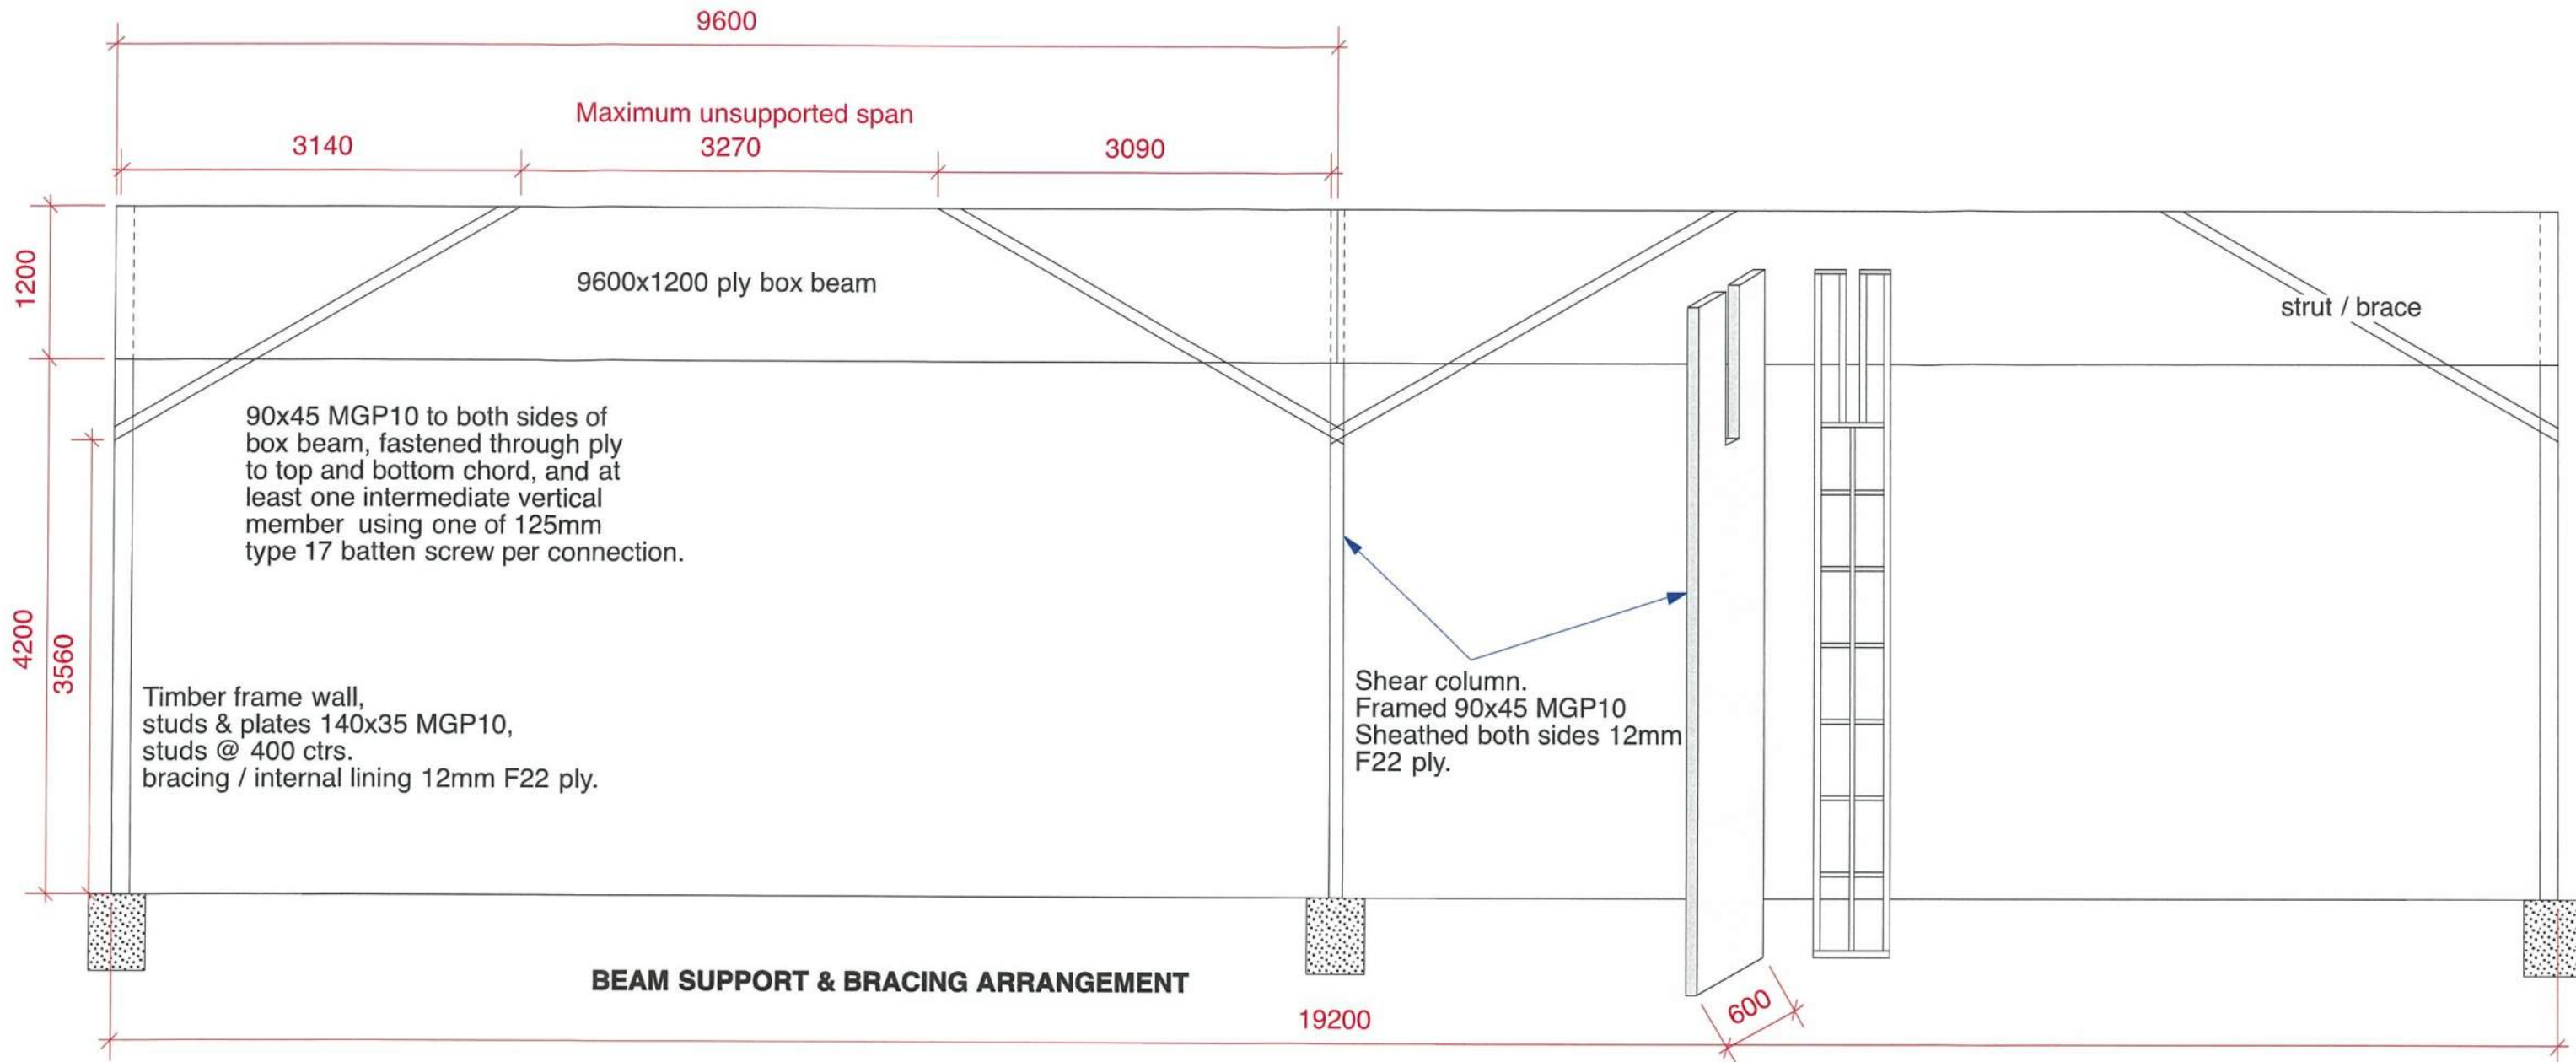 9600
Maximum unsupported span
3140
3270
3090
1200
9600x1200 ply box beam
strut / brace
90x45 MGP10 to both sides of
box beam, fastened through ply
to top and bottom chord, and at
least one intermediate vertical
member using one of 125mm
type 17 batten screw per connection.
4200
3560
Timber frame wall,
studs & plates 140x35 MGP10,
studs @ 400 ctrs.
bracing / internal lining 12mm F22 ply.
Shear column.
Framed 90x45 MGP10
Sheathed both sides 12mm
F22 ply.
BEAM SUPPORT & BRACING ARRANGEMENT
600
19200